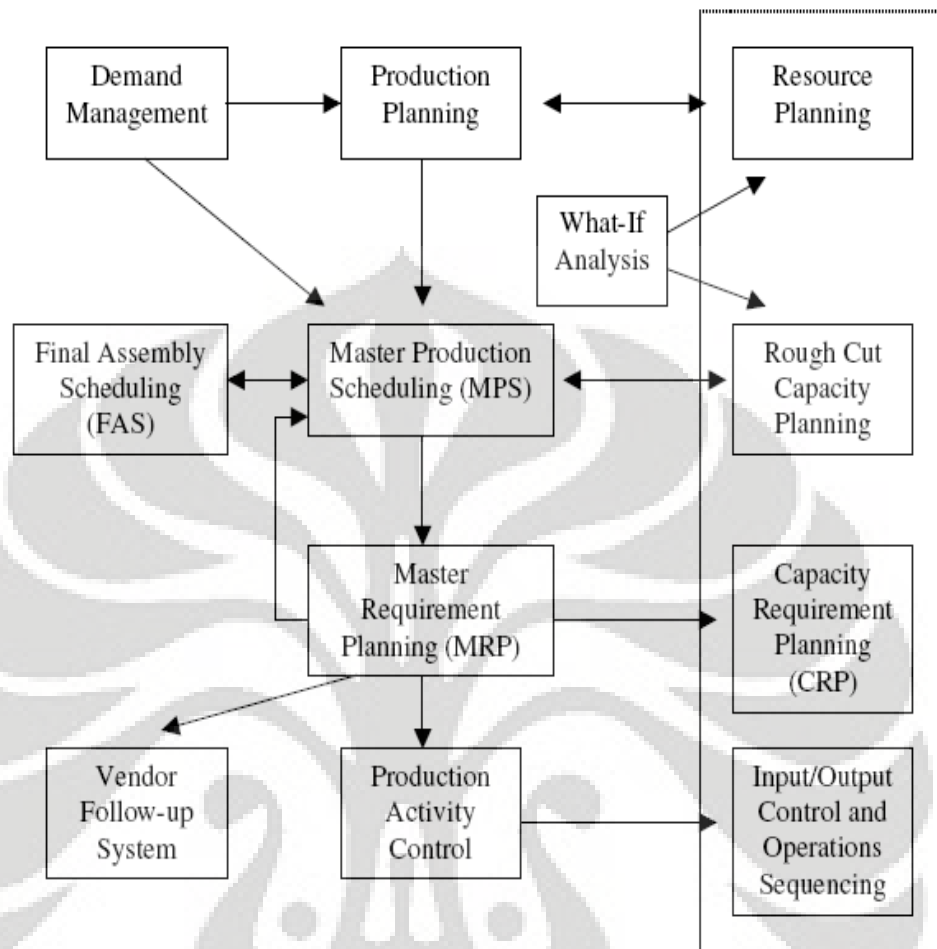 Demand
Management
Production
Planning
Resource
Planning
What-If
Analysis
Final Assembly
Scheduling
(FAS)
Master Production
Scheduling (MPS)
Rough Cut
Capacity
Planning
Master
Requirement
Planning (MRP)
Capacity
Requirement
Planning
(CRP)
Vendor
Follow-up
System
Production
Activity
Control
Input/Output
Control and
Operations
Sequencing